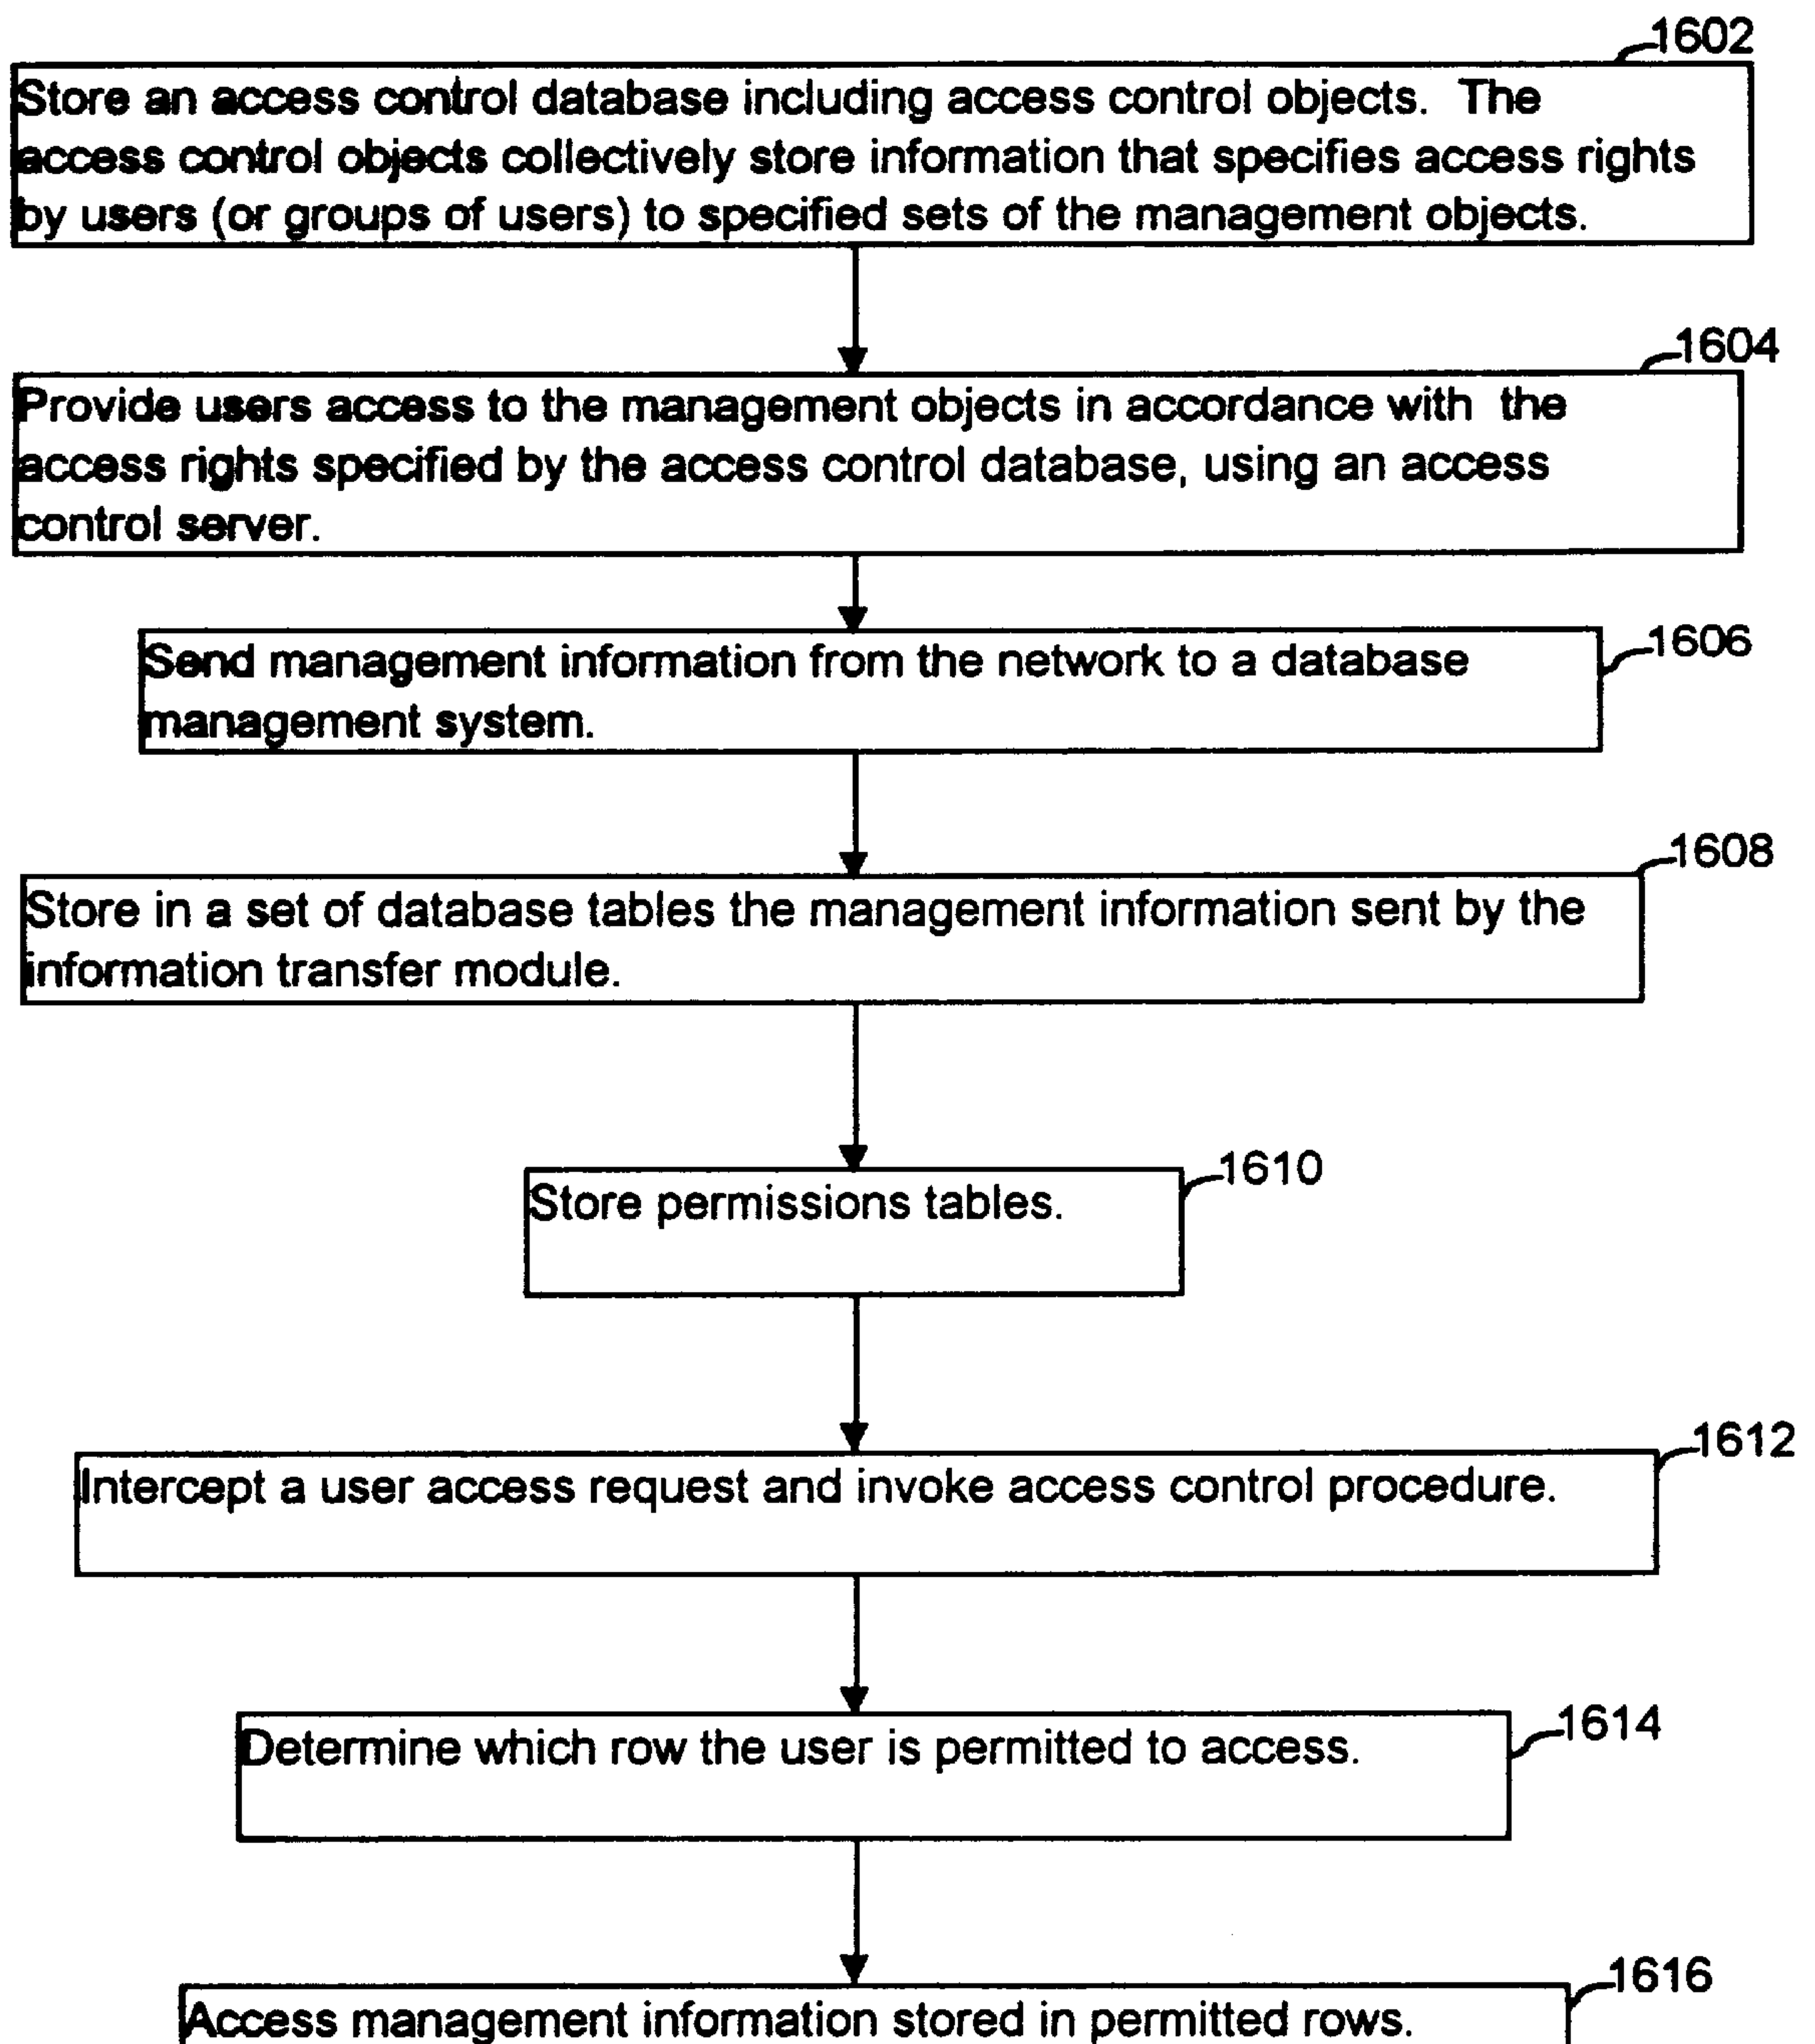 1602
Store an access control database including access control objects. The
access control objects collectively store information that specifies access rights
by users (or groups of users) to specified sets of the management objects.
1604
Provide users access to the management objects in accordance with the
access rights specified by the access control database, using an access
control server.
1606
Send management information from the network to a database
management system.
1608
Store in a set of database tables the management information sent by the
information transfer module.
1610
Store permissions tables.
1612
Intercept a user access request and invoke access control procedure.
1614
Determine which row the user is permitted to access.
1616
Access management information stored in permitted rows.